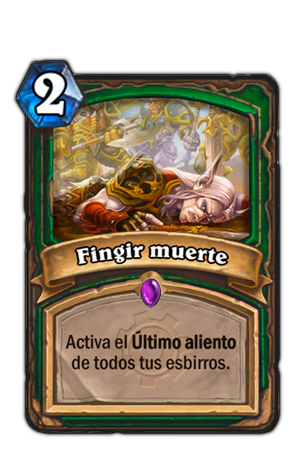 2
Fingir muerte
Activa el Último aliento
de todos tus esbirros.